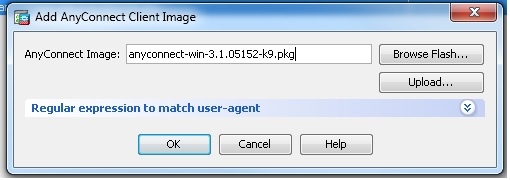 Add AnyConnect Client Image
AnyConnect Image: anyconnect-win-3.1.05152-k9.pkg Browse Flash...
Upload...
Regular expression to match user-agent
OK Cancel Help